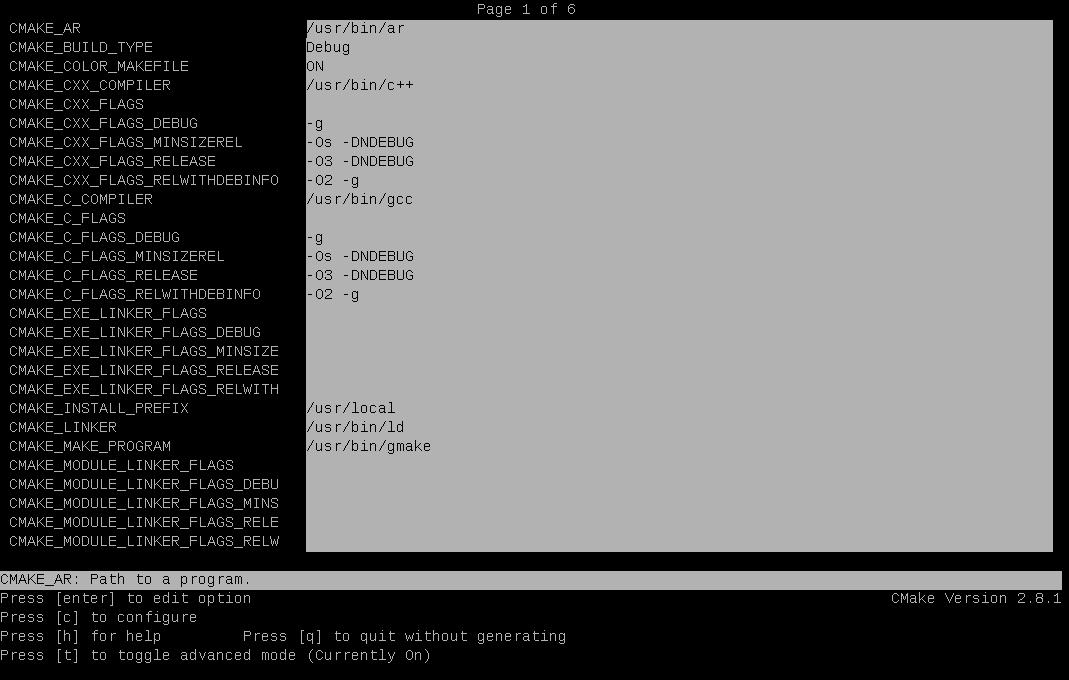 Page 1 of 6
CMAKE_AR /usr/bin/ar
CMAKE_BUILD_TYPE Debug
CMAKE_COLOR_MAKEFILE ON
CMAKE_CXX_COMPILER /usr/bin/c++
CMAKE_CXX_FLAGS
CMAKE_CXX_FLAGS_DEBUG -g
CMAKE_CXX_FLAGS_MINSIZEREL -Os -DNDEBUG
CMAKE_CXX_FLAGS_RELEASE -O3 -DNDEBUG
CMAKE_CXX_FLAGS_RELWITHDEBINFO -O2 -g
CMAKE_C_COMPILER /usr/bin/gcc
CMAKE_C_FLAGS
CMAKE_C_FLAGS_DEBUG -g
CMAKE_C_FLAGS_MINSIZEREL -Os -DNDEBUG
CMAKE_C_FLAGS_RELEASE -O3 -DNDEBUG
CMAKE_C_FLAGS_RELWITHDEBINFO -O2 -g
CMAKE_EXE_LINKER_FLAGS
CMAKE_EXE_LINKER_FLAGS_DEBUG
CMAKE_EXE_LINKER_FLAGS_MINSIZE
CMAKE_EXE_LINKER_FLAGS_RELEASE
CMAKE_EXE_LINKER_FLAGS_RELWITH
CMAKE_INSTALL_PREFIX /usr/local
CMAKE_LINKER /usr/bin/ld
CMAKE_MAKE_PROGRAM /usr/bin/gmake
CMAKE_MODULE_LINKER_FLAGS
CMAKE_MODULE_LINKER_FLAGS_DEBU
CMAKE_MODULE_LINKER_FLAGS_MINS
CMAKE_MODULE_LINKER_FLAGS_RELE
CMAKE_MODULE_LINKER_FLAGS_RELW
CMAKE_AR: Path to a program.
Press [enter] to edit option CMake Version 2.8.1
Press [c] to configure
Press [h] for help Press [q] to quit without generating
Press [t] to toggle advanced mode (Currently On)